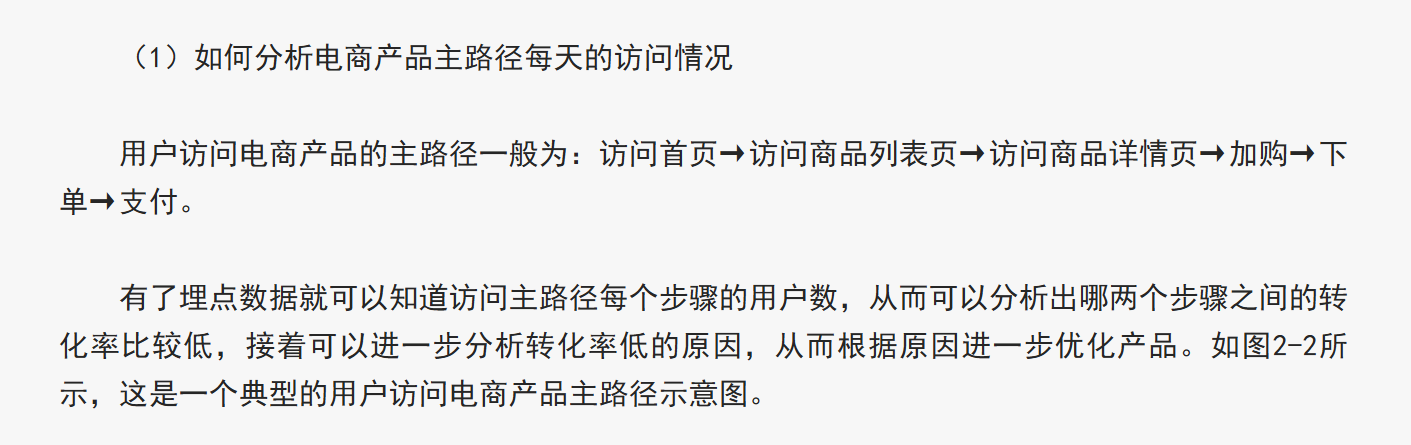 （1）如何分析电商产品主路径每天的访问情况
用户访问电商产品的主路径一般为：访问首页→访问商品列表页→访问商品详情页→加购→下
单→支付。
有了埋点数据就可以知道访问主路径每个步骤的用户数，从而可以分析出哪两个步骤之间的转
化率比较低，接着可以进一步分析转化率低的原因，从而根据原因进一步优化产品。如图2-2所
示，这是一个典型的用户访问电商产品主路径示意图。